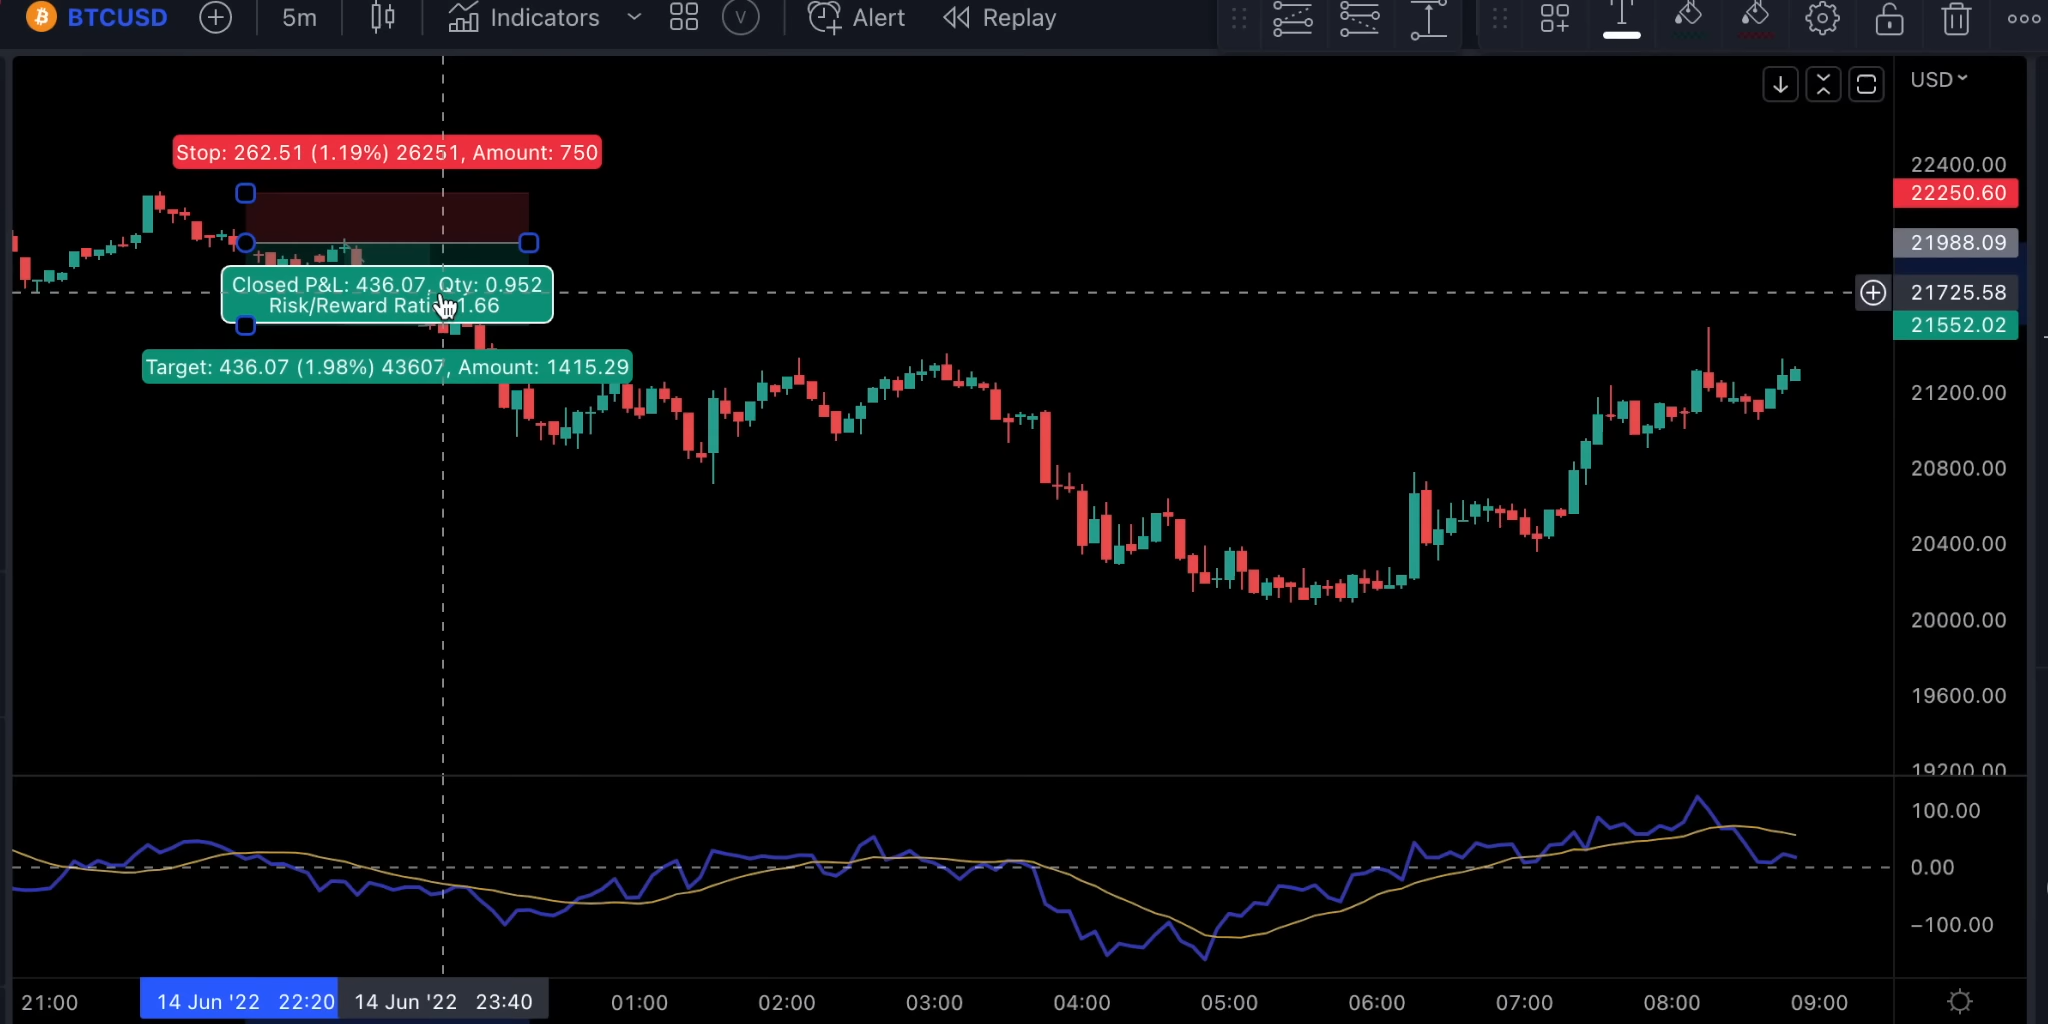 BTCUSD 5m Indicators V Alert Replay T
USD
Stop: 262.51 (1.19%) 26251, Amount: 750
22400.00
22250.60
21988.09
Closed P&L: 436.07, Qty: 0.952
Risk/Reward Ratio: 1.66
21725.58
21552.02
Target: 436.07 (1.98%) 43607, Amount: 1415.29
21200.00
20800.00
20400.00
20000.00
19600.00
19200.00
100.00
0.00
−100.00
21:00 14 Jun '22 22:20 14 Jun '22 23:40 01:00 02:00 03:00 04:00 05:00 06:00 07:00 08:00 09:00